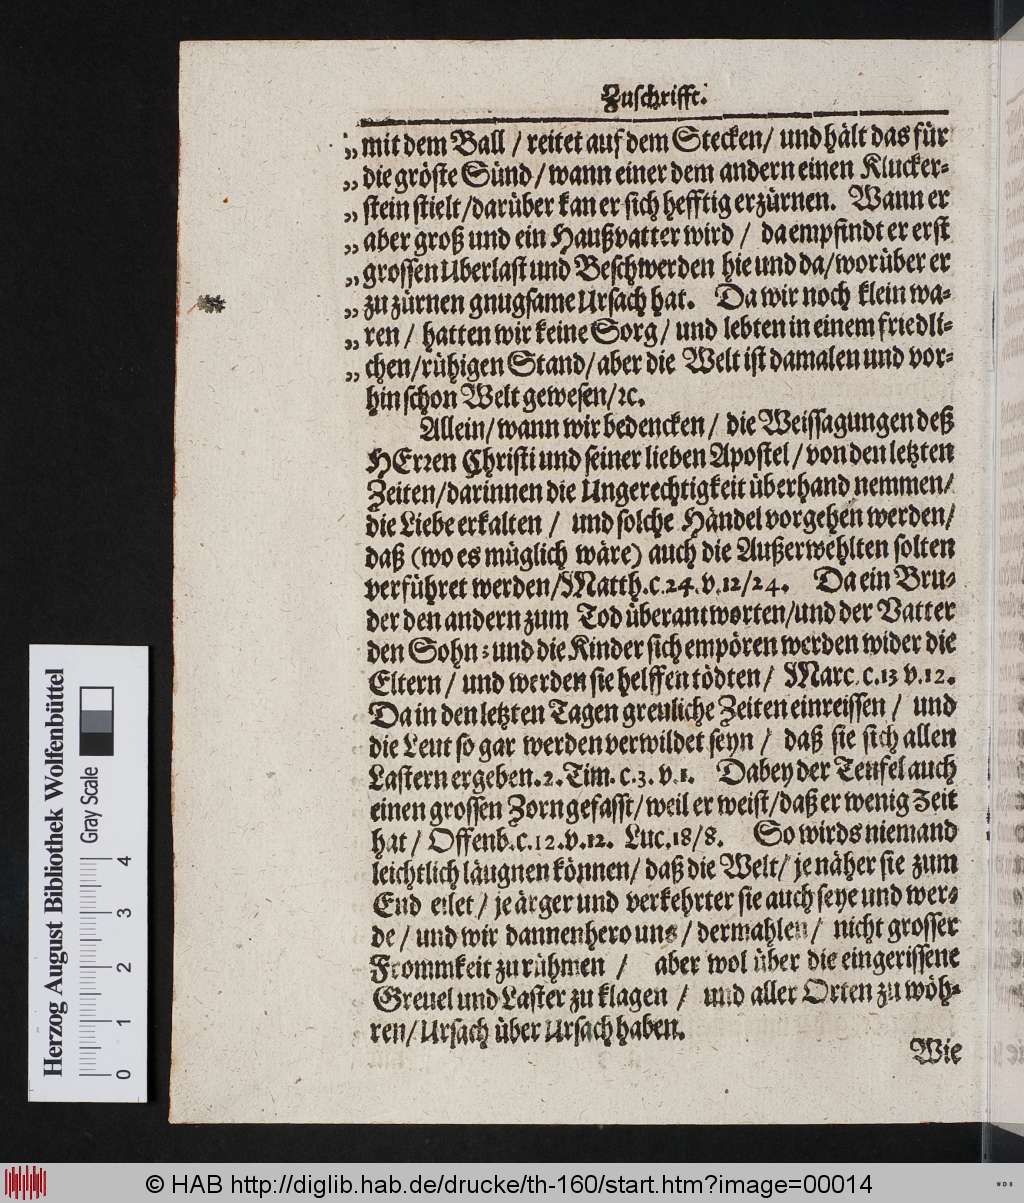 Zuschrifft.
„ mit dem Ball / reitet auf dem Stecken / und hält das für
„ die gröste Sünd / wann einer dem andern einen Klucker-
„ stein stielt / darüber kan er sich hefftig erzürnen. Wann er
„ aber groß und ein Haußvatter wird / da empfindt er erst
„ grossen Uberlast und Beschwerden hie und da / worüber er
„ zu zürnen gnugsame Ursach hat. Da wir noch klein wa-
„ ren / hatten wir keine Sorg / und lebten in einem friedli-
„ chen / rühigen Stand / aber die Welt ist damalen und vor-
hin schon Welt gewesen / ꝛc.
Allein / wann wir bedencken / die Weissagungen deß
HErꝛen Christi und seiner lieben Apostel / von den letzten
Zeiten / darinnen die Ungerechtigkeit überhand nemmen /
die Liebe erkalten / und solche Händel vorgehen werden /
daß (wo es müglich wäre) auch die Außerwehlten solten
verführet werden / Matth. c. 24. v. 12 / 24. Da ein Bru-
der den andern zum Tod überantworten / und der Vatter
den Sohn: und die Kinder sich empören werden wider die
Eltern / und werden sie helffen tödten / Marc. c. 13 v. 12.
Da in den letzten Tagen greuliche Zeiten einreissen / und
die Leut so gar werden verwildet seyn / daß sie sich allen
Lastern ergeben. 2. Tim. c. 3. v. 1. Dabey der Teufel auch
einen grossen Zorn gefasst / weil er weist / daß er wenig Zeit
hat / Offenb. c. 12. v. 12. Luc. 18 / 8. So wirds niemand
leichtlich läugnen können / daß die Welt / je näher sie zum
End eilet / je ärger und verkehrter sie auch seye und wer-
de / und wir dannenhero uns / dermahlen / nicht grosser
Frommkeit zu rühmen / aber wol über die eingerissene
Greuel und Laster zu klagen / und aller Orten zu wöh-
ren / Ursach über Ursach haben.
Wie
Herzog August Bibliothek Wolfenbüttel
Gray Scale
0 1 2 3 4
© HAB http://diglib.hab.de/drucke/th-160/start.htm?image=00014